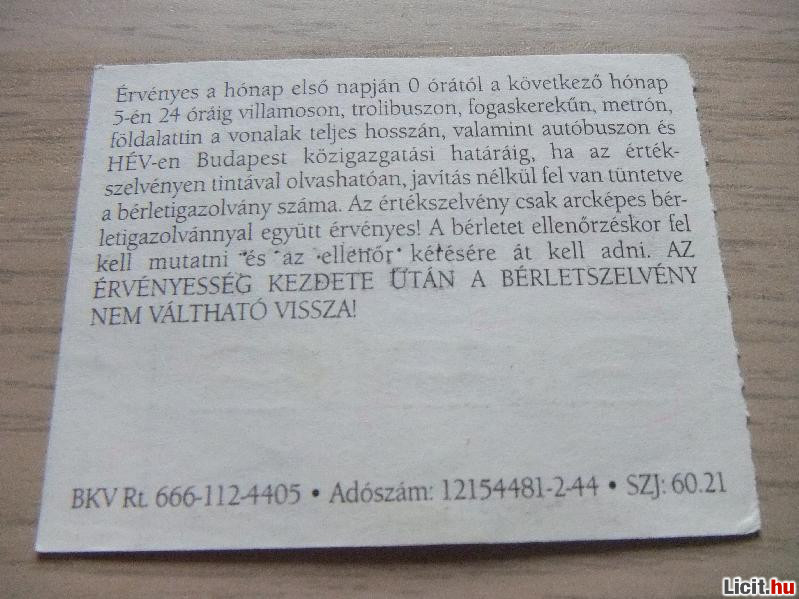 Érvényes a hónap első napján 0 órától a következő hónap
5-én 24 óráig villamoson, trolibuszon, fogaskerekűn, metrón,
földalattin a vonalak teljes hosszán, valamint autóbuszon és
HÉV-en Budapest közigazgatási határáig, ha az érték-
szelvényen tintával olvashatóan, javítás nélkül fel van tüntetve
a bérletigazolvány száma. Az értékszelvény csak arcképes bér-
letigazolvánnyal együtt érvényes! A bérletet ellenőrzéskor fel
kell mutatni és az ellenőr kérésére át kell adni. AZ
ÉRVÉNYESSÉG KEZDETE UTÁN A BÉRLETSZELVÉNY
NEM VÁLTHATÓ VISSZA!
BKV Rt. 666-112-4405 • Adószám: 12154481-2-44 • SZJ: 60.21
Licit.hu